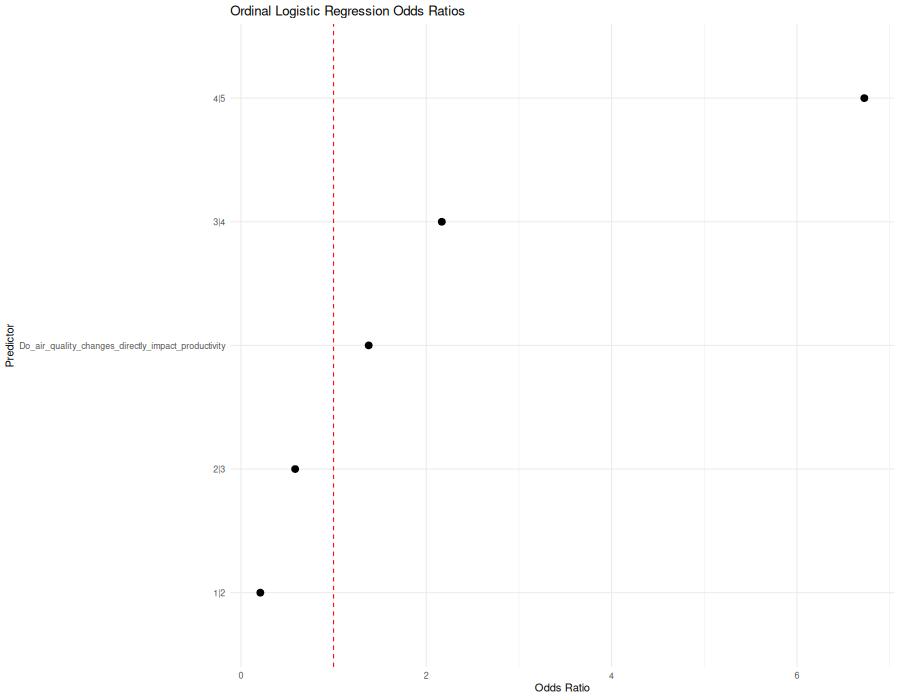 Ordinal Logistic Regression Odds Ratios
4|5
3|4
Predictor
Do_air_quality_changes_directly_impact_productivity
2|3
1|2
0 2 4 6
Odds Ratio